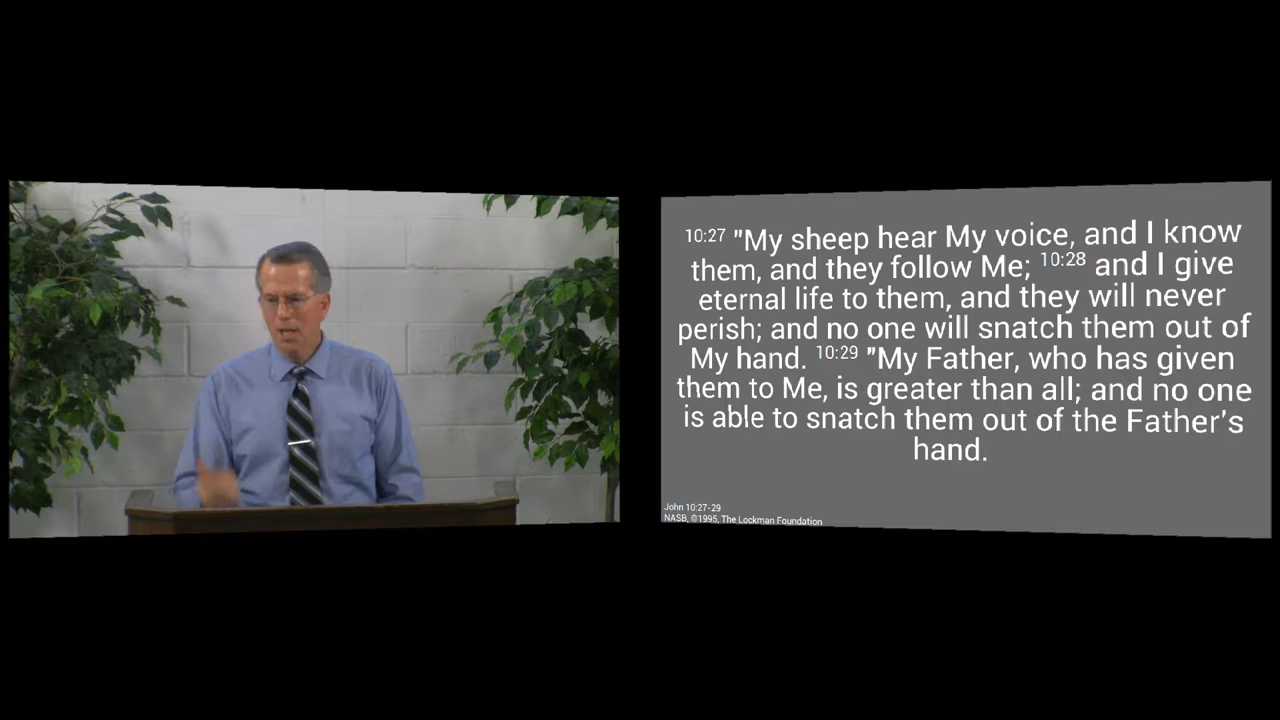 10:27 "My sheep hear My voice, and I know
them, and they follow Me; 10:28 and I give
eternal life to them, and they will never
perish; and no one will snatch them out of
My hand. 10:29 "My Father, who has given
them to Me, is greater than all; and no one
is able to snatch them out of the Father's
hand.
John 10:27-29
NASB, ©1995, The Lockman Foundation